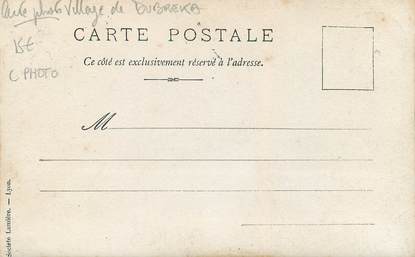 Carte photo Village de DUBREKA
CARTE POSTALE
15€
Ce côté est exclusivement réservé à l'adresse.
C PHOTO
M
Société Lumière. — Lyon.